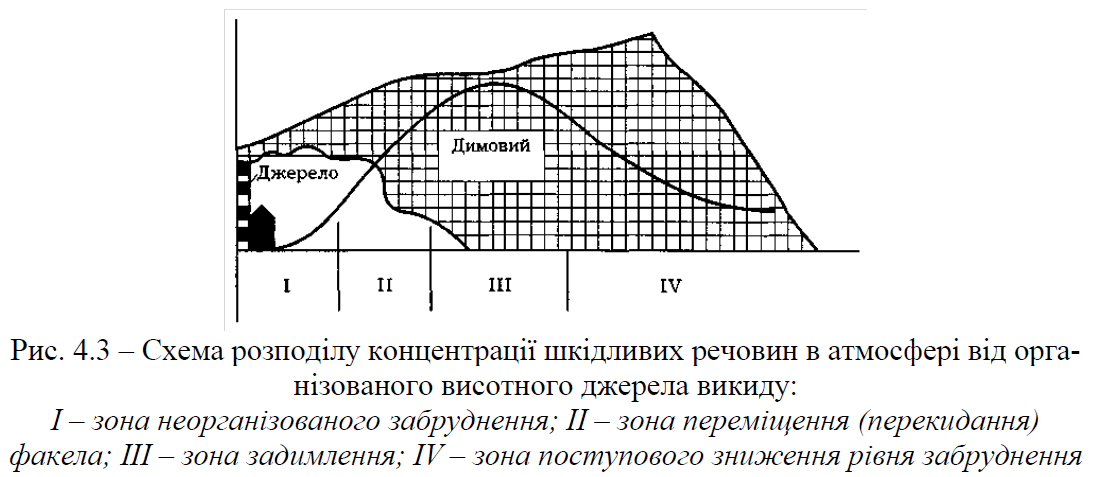 Димовий
Джерело
I II III IV
Рис. 4.3 – Схема розподілу концентрації шкідливих речовин в атмосфері від орга-
нізованого висотного джерела викиду:
I – зона неорганізованого забруднення; II – зона переміщення (перекидання)
факела; III – зона задимлення; IV – зона поступового зниження рівня забруднення